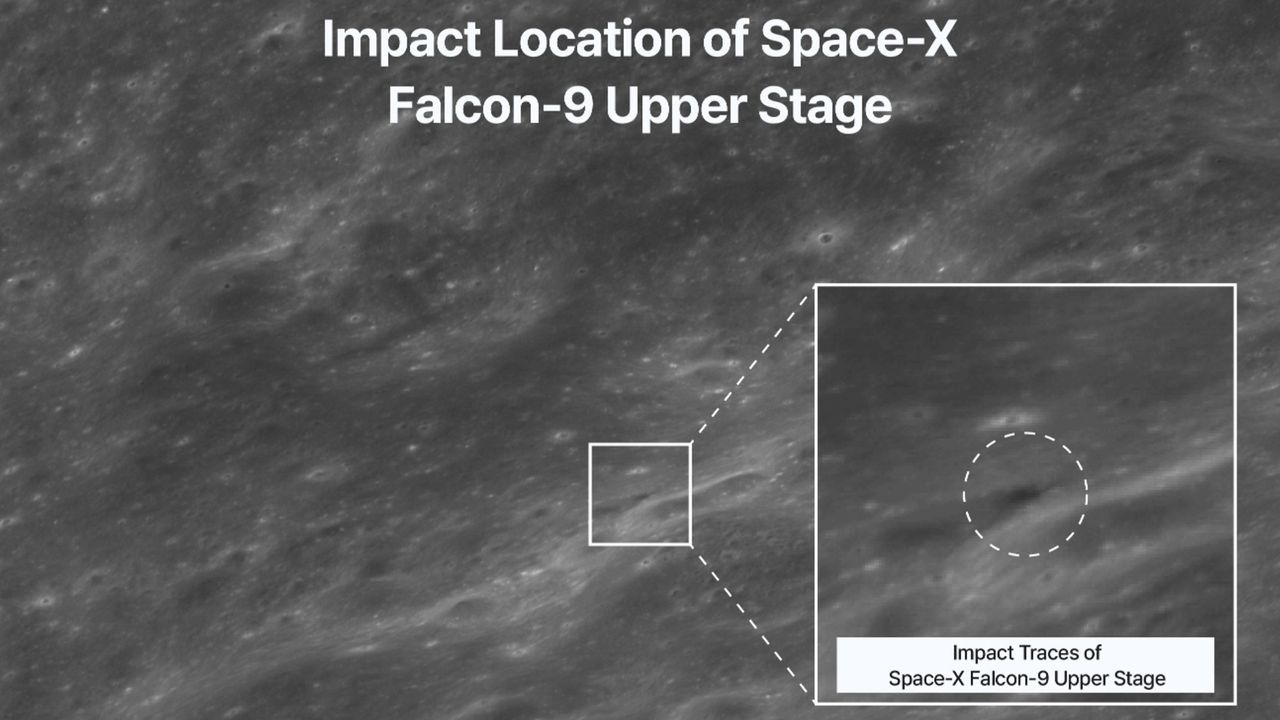 Impact Location of Space-X
Falcon-9 Upper Stage
Impact Traces of
Space-X Falcon-9 Upper Stage